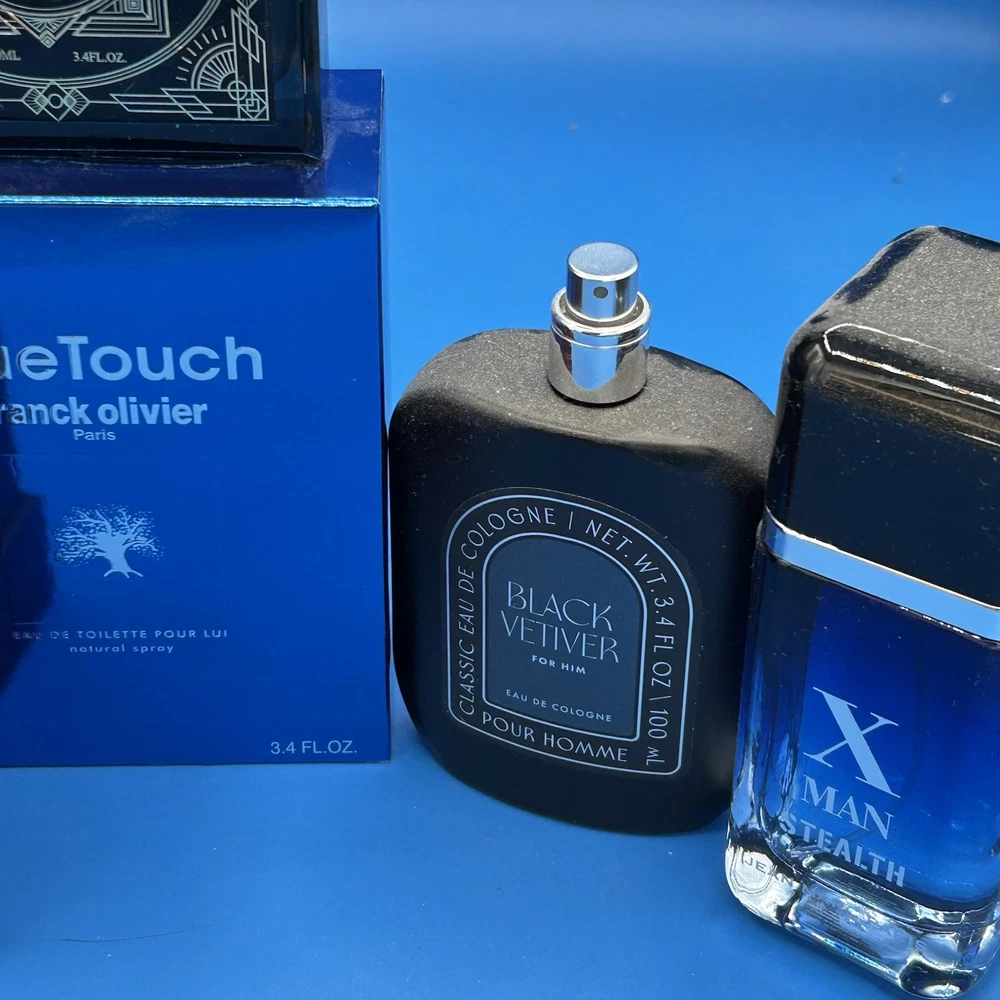 ML 3.4FL.OZ.
ueTouch
ranck olivier
Paris
EAU DE TOILETTE POUR LUI
natural spray
3.4 FL.OZ.
CLASSIC EAU DE COLOGNE | NET. WT. 3.4 FL OZ \ 100 ML
BLACK
VETIVER
FOR HIM
EAU DE COLOGNE
POUR HOMME
X
MAN
STEALTH